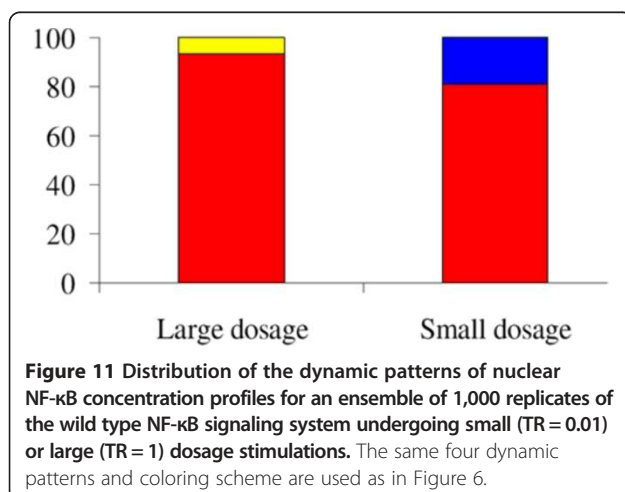 100
80
60
40
20
0
Large dosage Small dosage
Figure 11 Distribution of the dynamic patterns of nuclear
NF-κB concentration profiles for an ensemble of 1,000 replicates of
the wild type NF-κB signaling system undergoing small (TR = 0.01)
or large (TR = 1) dosage stimulations. The same four dynamic
patterns and coloring scheme are used as in Figure 6.